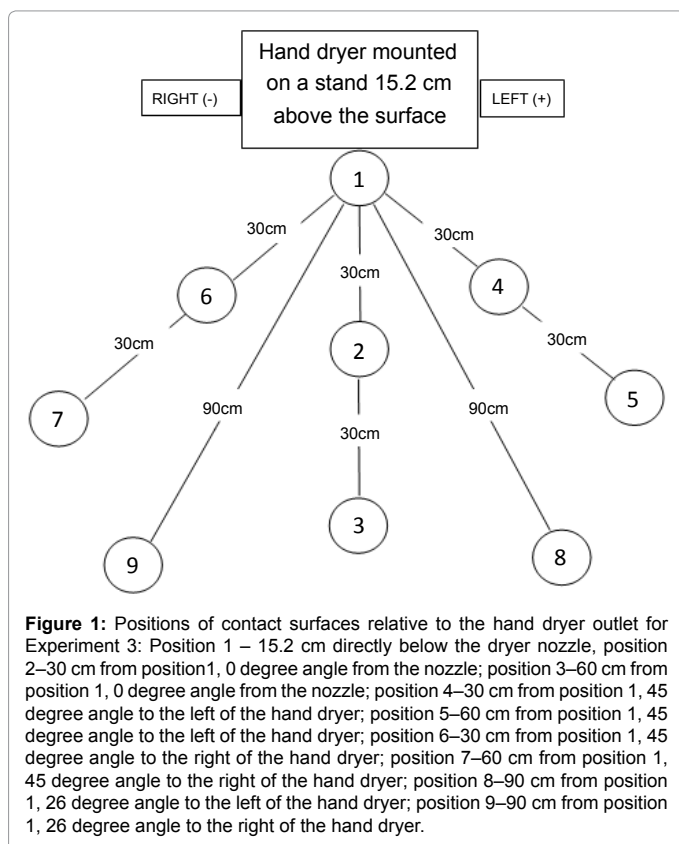 Hand dryer mounted
on a stand 15.2 cm
above the surface
RIGHT (-)
LEFT (+)
1
30cm
30cm
30cm
6
4
2
30cm
30cm
7
5
90cm
90cm
30cm
3
9
8
Figure 1: Positions of contact surfaces relative to the hand dryer outlet for
Experiment 3: Position 1 – 15.2 cm directly below the dryer nozzle, position
2–30 cm from position1, 0 degree angle from the nozzle; position 3–60 cm from
position 1, 0 degree angle from the nozzle; position 4–30 cm from position 1, 45
degree angle to the left of the hand dryer; position 5–60 cm from position 1, 45
degree angle to the left of the hand dryer; position 6–30 cm from position 1, 45
degree angle to the right of the hand dryer; position 7–60 cm from position 1,
45 degree angle to the right of the hand dryer; position 8–90 cm from position
1, 26 degree angle to the left of the hand dryer; position 9–90 cm from position
1, 26 degree angle to the right of the hand dryer.